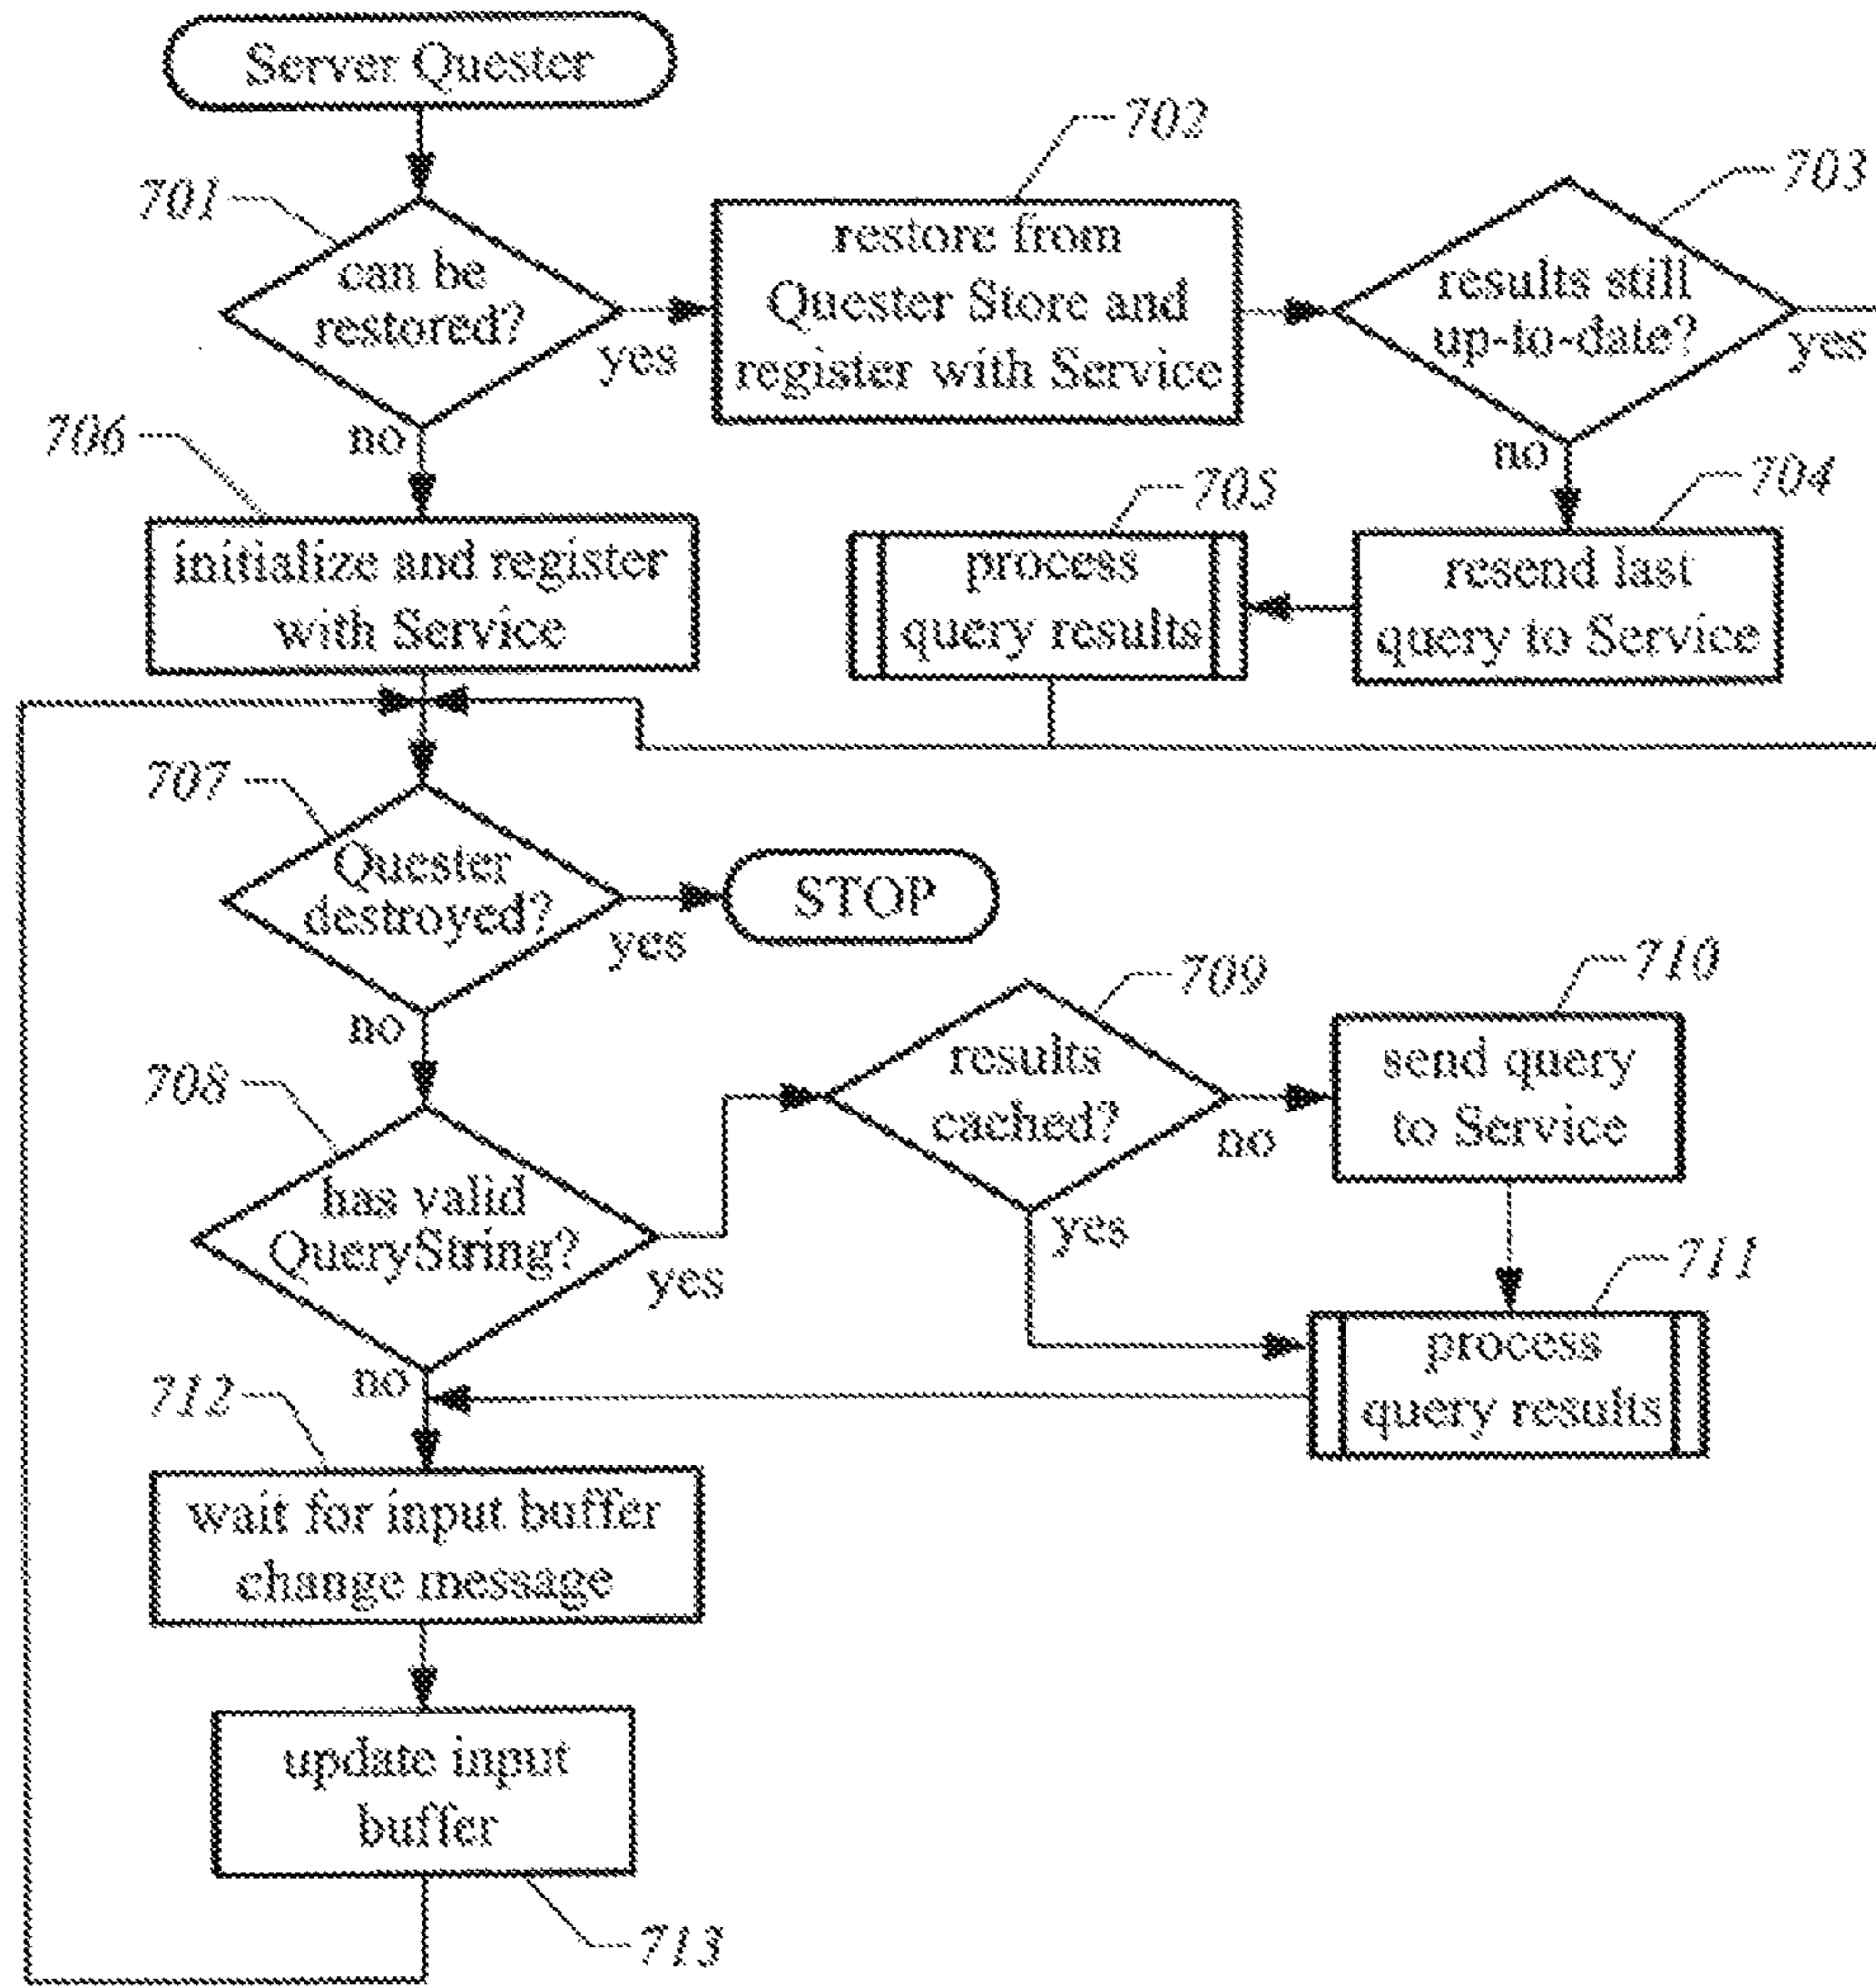 Server Quester
702
703
701
can be
restored?
yes
restore from
Quester Store and
register with Service
results still
up-to-date?
yes
no
no
706
705
704
initialize and register
with Service
process
query results
resend last
query to Service
707
Quester
destroyed?
yes
STOP
no
709
710
708
results
cached?
no
send query
to Service
has valid
QueryString?
yes
yes
711
process
query results
no
712
wait for input buffer
change message
update input
buffer
713